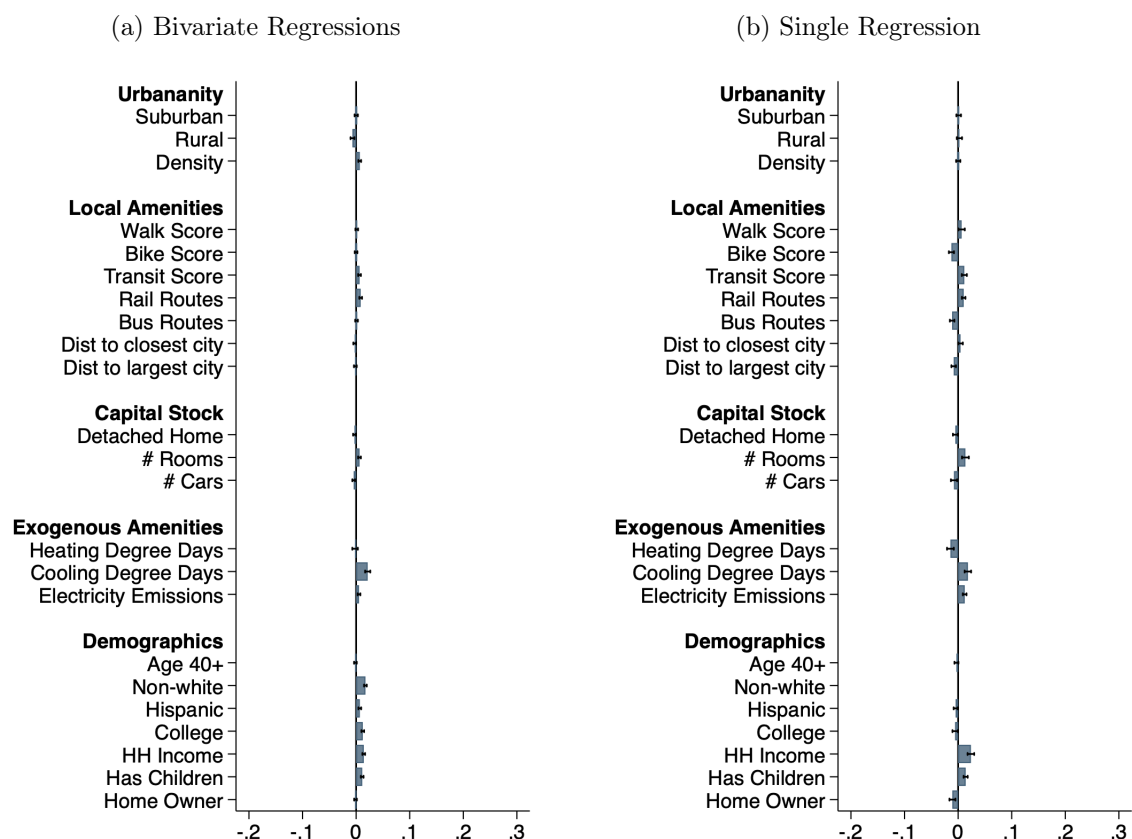 (a) Bivariate Regressions
Urbananity
Suburban
Rural
Density
Local Amenities
Walk Score
Bike Score
Transit Score
Rail Routes
Bus Routes
Dist to closest city
Dist to largest city
Capital Stock
Detached Home
# Rooms
# Cars
Exogenous Amenities
Heating Degree Days
Cooling Degree Days
Electricity Emissions
Demographics
Age 40+
Non-white
Hispanic
College
HH Income
Has Children
Home Owner
-.2 -.1 0 .1 .2 .3
(b) Single Regression
Urbananity
Suburban
Rural
Density
Local Amenities
Walk Score
Bike Score
Transit Score
Rail Routes
Bus Routes
Dist to closest city
Dist to largest city
Capital Stock
Detached Home
# Rooms
# Cars
Exogenous Amenities
Heating Degree Days
Cooling Degree Days
Electricity Emissions
Demographics
Age 40+
Non-white
Hispanic
College
HH Income
Has Children
Home Owner
-.2 -.1 0 .1 .2 .3